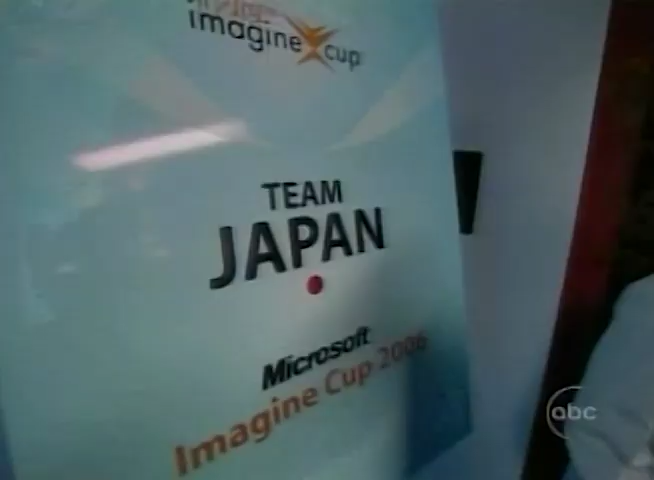 imagine cup
TEAM
JAPAN
Microsoft
Imagine Cup 2006
abc